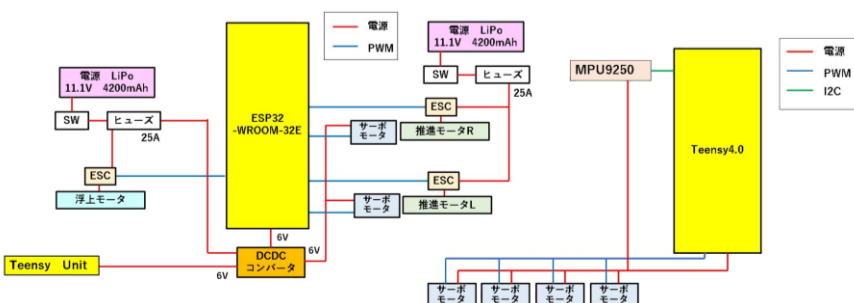 電源 LiPo
11.1V 4200mAh
SW
ヒューズ
25A
ESC
浮上モータ
Teensy Unit
6V
ESP32
-WROOM-32E
6V
DCDC
コンバータ
6V
電源
PWM
電源 LiPo
11.1V 4200mAh
SW
ヒューズ
25A
ESC
推進モータR
サーボ
モータ
ESC
推進モータL
サーボ
モータ
MPU9250
Teensy4.0
電源
PWM
I2C
サーボ
モータ
サーボ
モータ
サーボ
モータ
サーボ
モータ